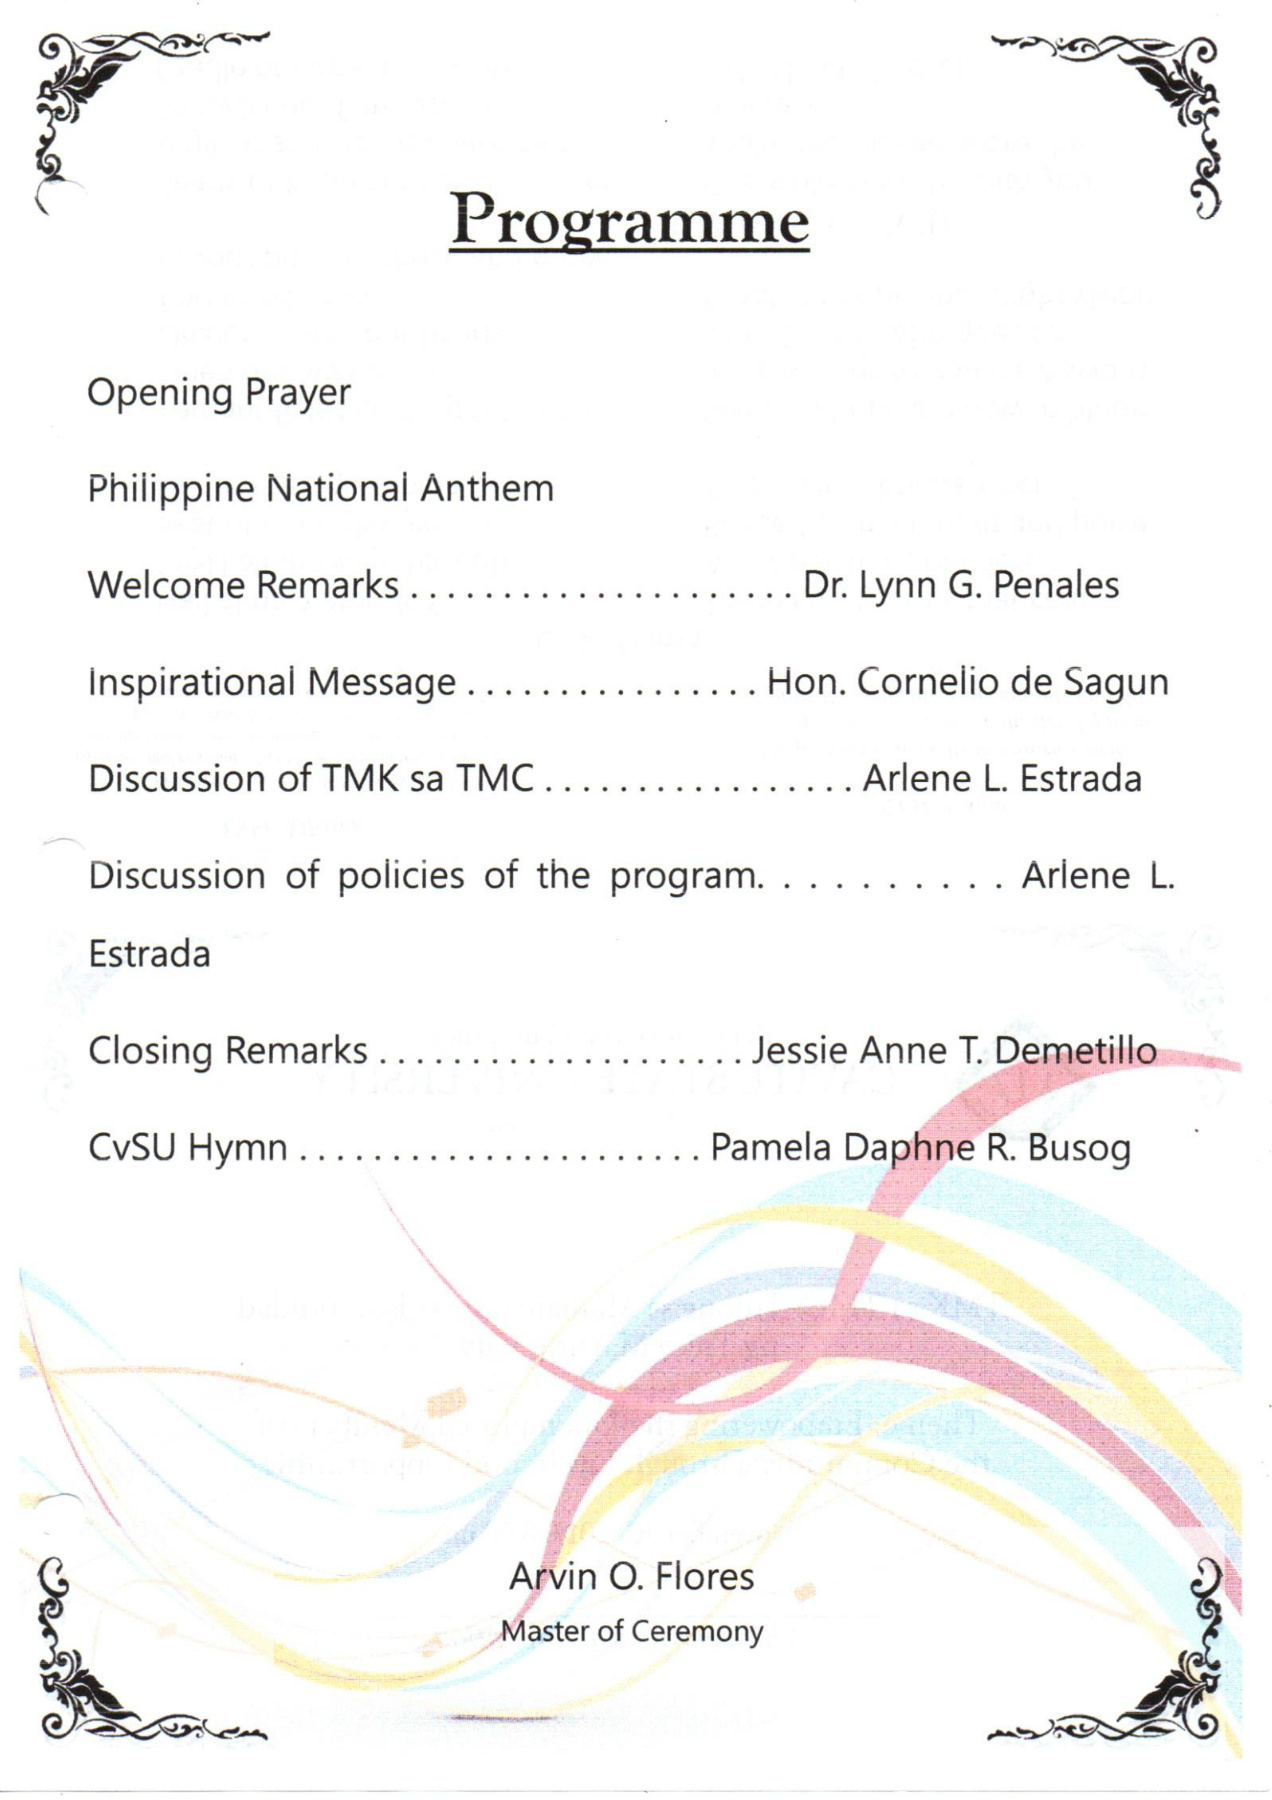 Programme
Opening Prayer
Philippine National Anthem
Welcome Remarks . . . . . . . . . . . . . . . . . . . . . . Dr. Lynn G. Penales
Inspirational Message . . . . . . . . . . . . . . . . Hon. Cornelio de Sagun
Discussion of TMK sa TMC . . . . . . . . . . . . . . . . . Arlene L. Estrada
Discussion of policies of the program. . . . . . . . . . . Arlene L.
Estrada
Closing Remarks . . . . . . . . . . . . . . . . . . . . Jessie Anne T. Demetillo
CvSU Hymn . . . . . . . . . . . . . . . . . . . . . . Pamela Daphne R. Busog
Arvin O. Flores
Master of Ceremony